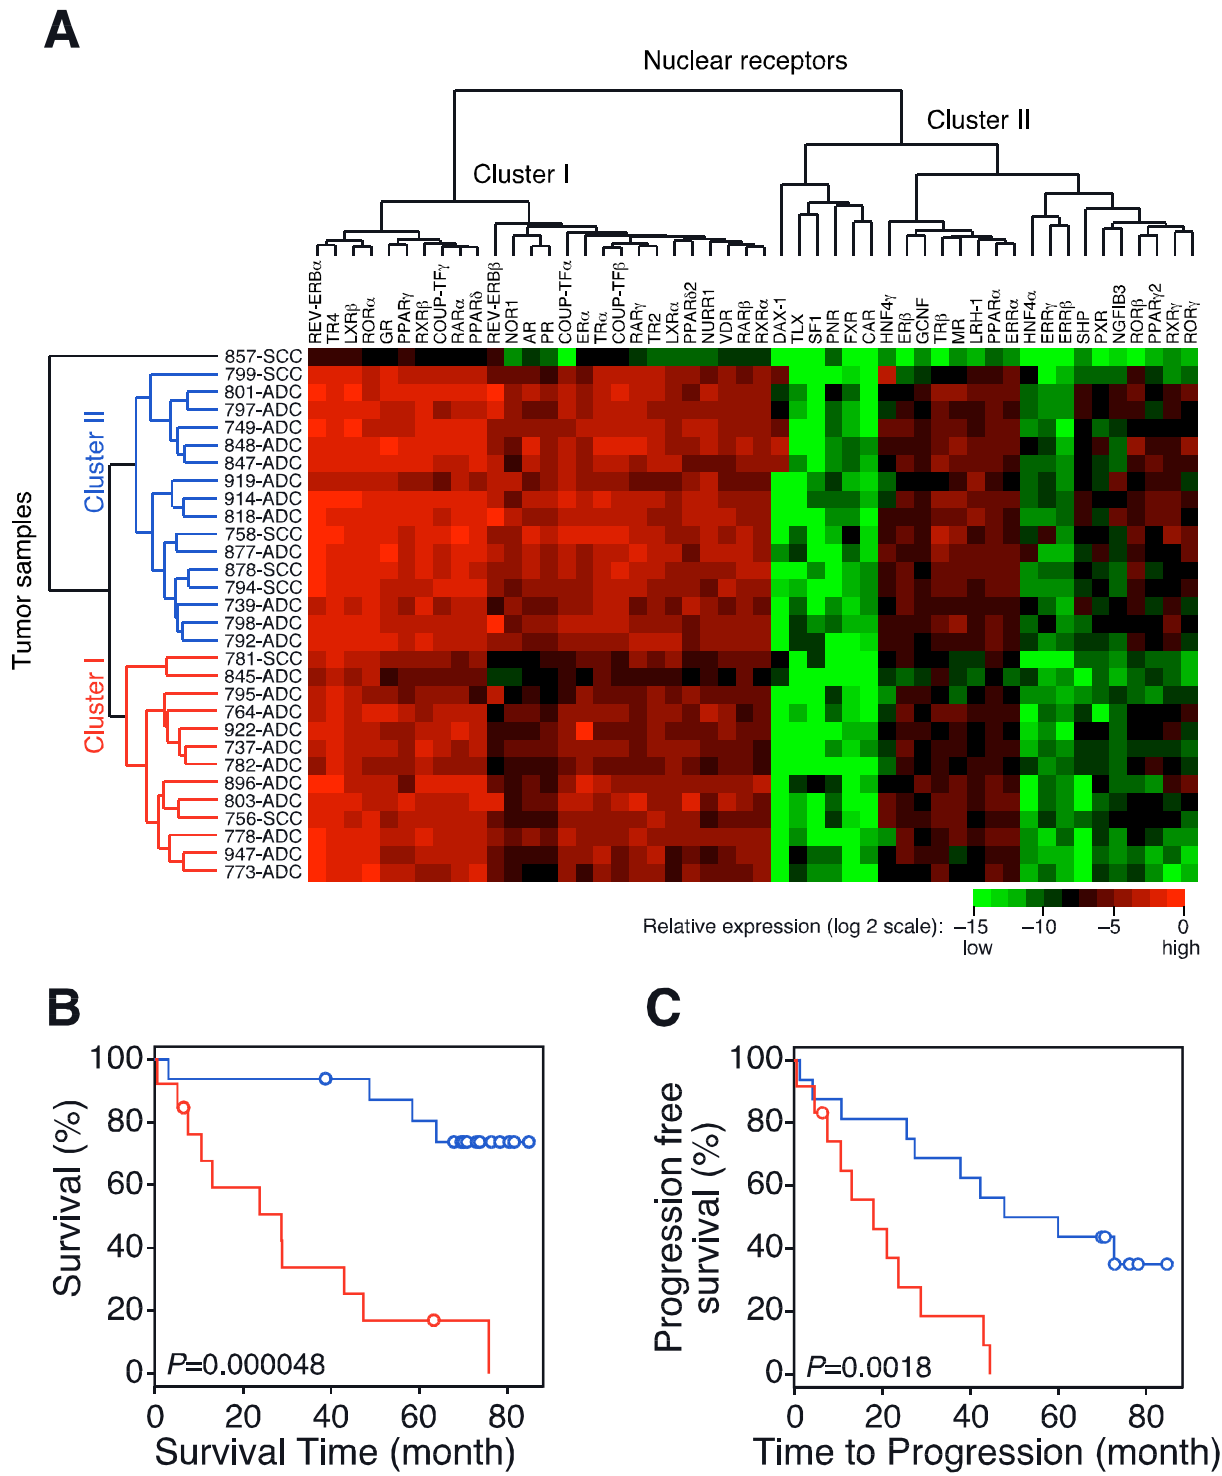 A
Nuclear receptors
Cluster II
Cluster I
REV-ERBα
TR4
LXRβ
RORα
GR
PPARγ
RXRβ
COUP-TFγ
RARα
PPARδ
REV-ERBβ
NOR1
AR
PR
COUP-TFα
ERα
TRα
COUP-TFβ
RARγ
TR2
LXRα
PPARδ2
NURR1
VDR
RARβ
RXRα
DAX-1
TLX
SF1
PNR
FXR
CAR
HNF4γ
ERβ
GCNF
TRβ
MR
LRH-1
PPARα
ERRα
HNF4α
ERRγ
ERRβ
SHP
PXR
NGFIB3
RORβ
PPARγ2
RXRγ
RORγ
Tumor samples
Cluster II
Cluster I
857-SCC
799-SCC
801-ADC
797-ADC
749-ADC
848-ADC
847-ADC
919-ADC
914-ADC
818-ADC
758-SCC
877-ADC
878-SCC
794-SCC
739-ADC
798-ADC
792-ADC
781-SCC
845-ADC
795-ADC
764-ADC
922-ADC
737-ADC
782-ADC
896-ADC
803-ADC
756-SCC
778-ADC
947-ADC
773-ADC
Relative expression (log 2 scale): −15 −10 −5 0
low high
B
Survival (%)
100
80
60
40
20
0
P=0.000048
0 20 40 60 80
Survival Time (month)
C
Progression free
survival (%)
100
80
60
40
20
0
P=0.0018
0 20 40 60 80
Time to Progression (month)